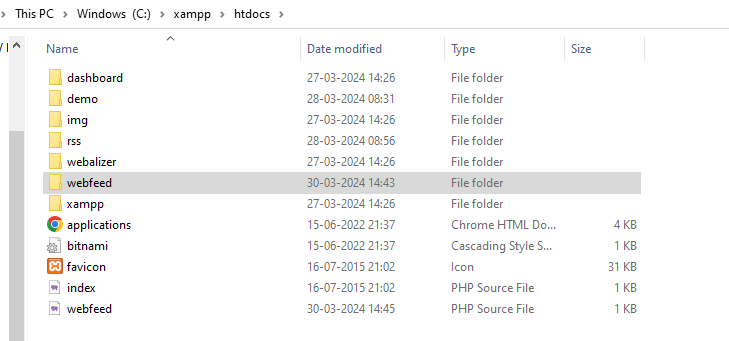 This PC > Windows (C:) > xampp > htdocs >
Name Date modified Type Size
dashboard 27-03-2024 14:26 File folder
demo 28-03-2024 08:31 File folder
img 27-03-2024 14:26 File folder
rss 28-03-2024 08:56 File folder
webalizer 27-03-2024 14:26 File folder
webfeed 30-03-2024 14:43 File folder
xampp 27-03-2024 14:26 File folder
applications 15-06-2022 21:37 Chrome HTML Do... 4 KB
bitnami 15-06-2022 21:37 Cascading Style S... 1 KB
favicon 16-07-2015 21:02 Icon 31 KB
index 16-07-2015 21:02 PHP Source File 1 KB
webfeed 30-03-2024 14:45 PHP Source File 1 KB